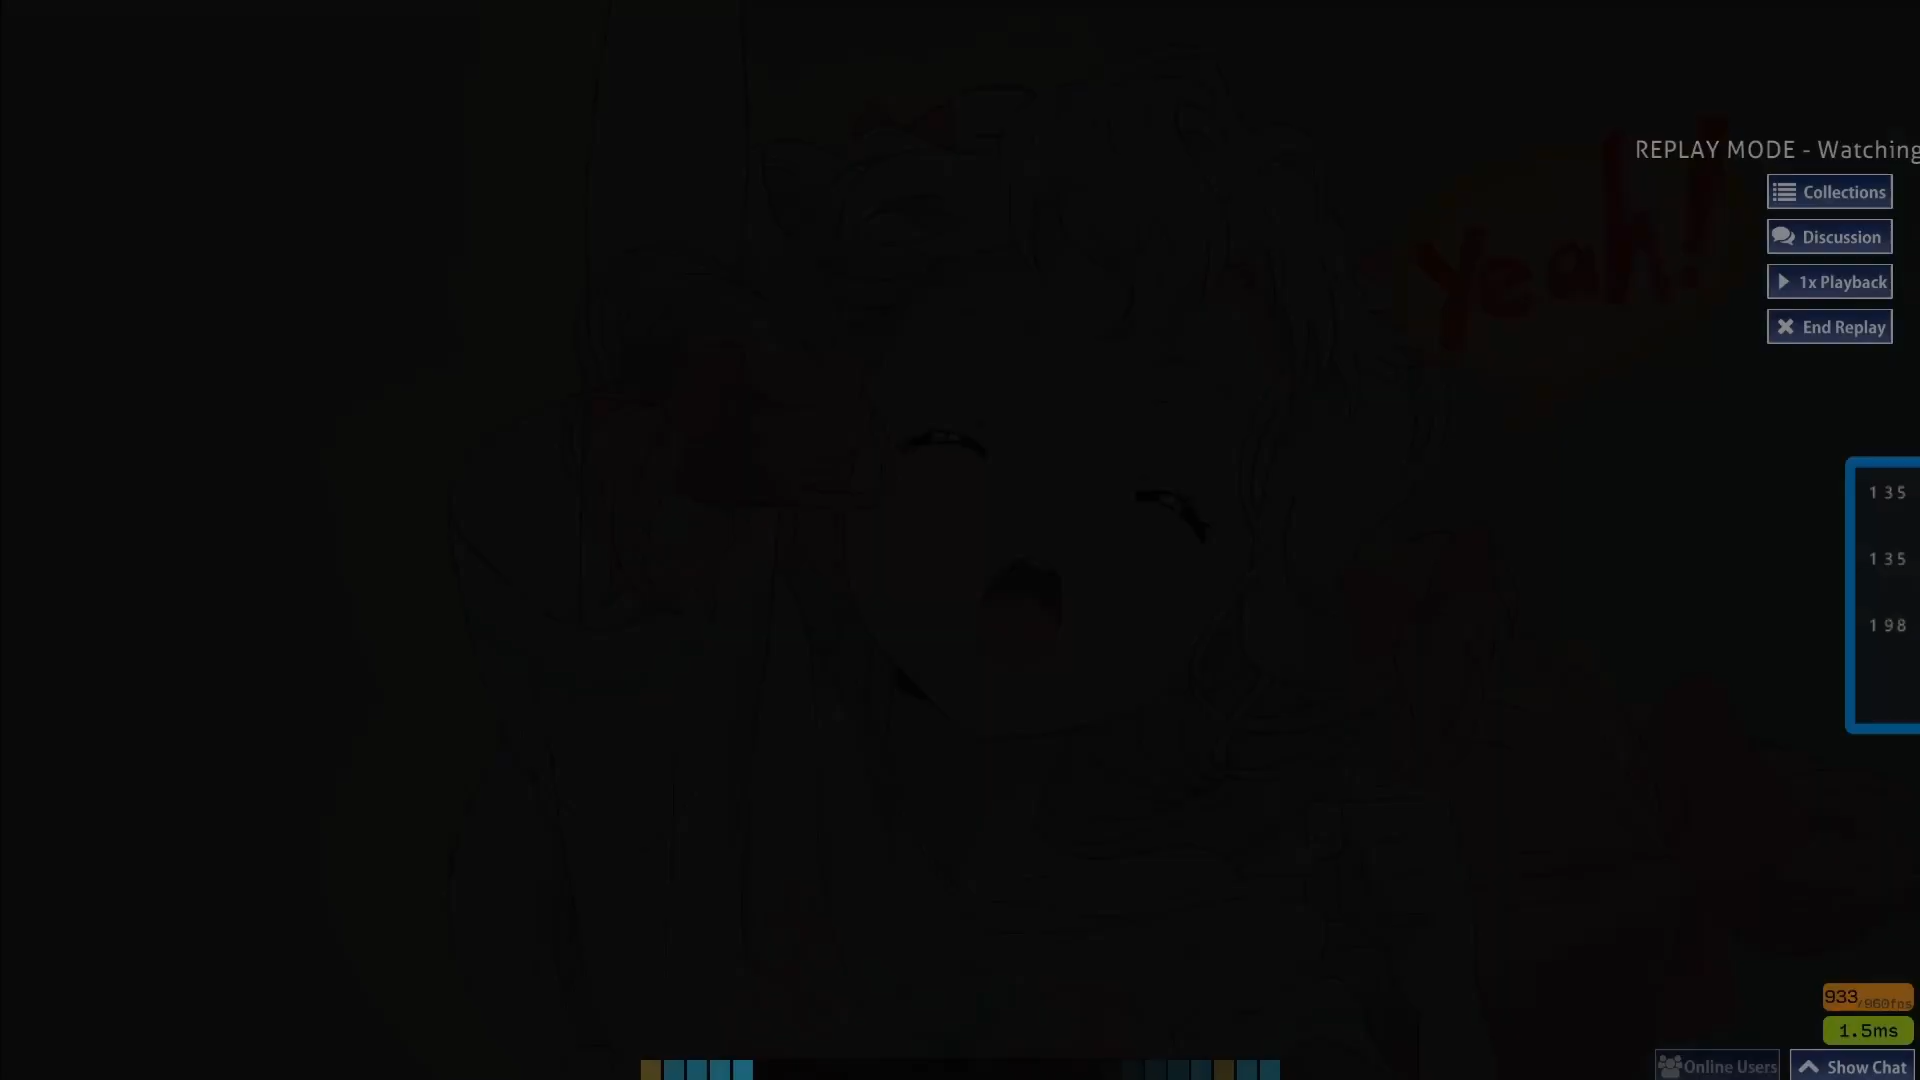 REPLAY MODE - Watching
Collections
Yeah!
Discussion
1x Playback
End Replay
135
135
198
933/960fps
1.5ms
Online Users
Show Chat